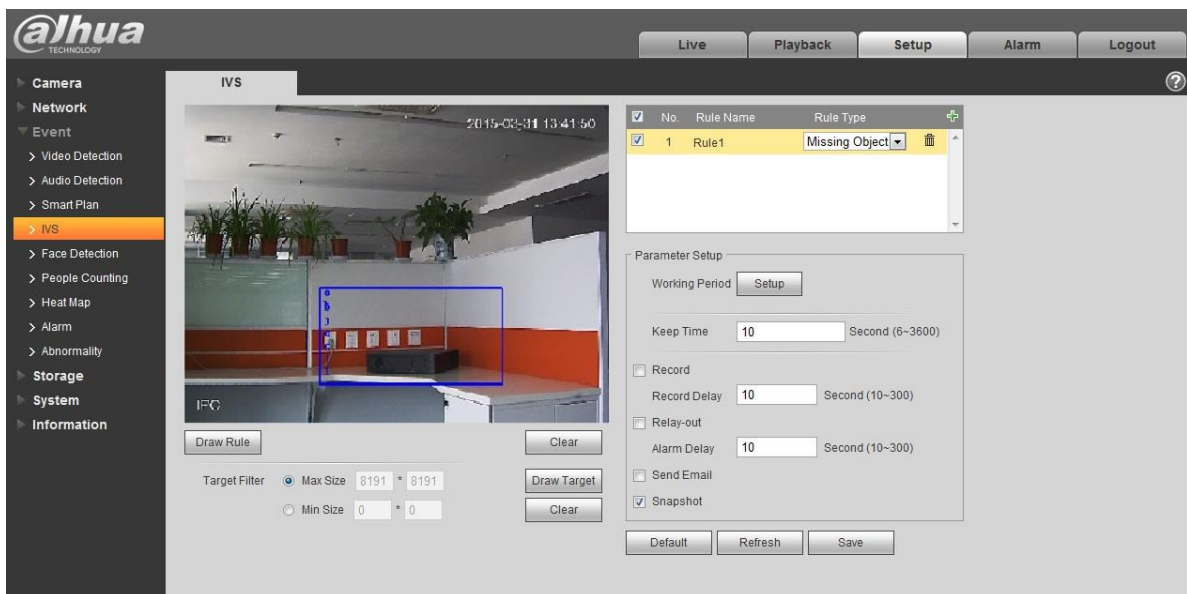 alhua
TECHNOLOGY
Live
Playback
Setup
Alarm
Logout
Camera
Network
Event
Video Detection
Audio Detection
Smart Plan
IVS
Face Detection
People Counting
Heat Map
Alarm
Abnormality
Storage
System
Information
IVS
2015-03-31 13:41:50
IPC
Draw Rule
Clear
Target Filter
Max Size 8191 * 8191
Draw Target
Min Size 0 * 0
Clear
No. Rule Name Rule Type
1 Rule1 Missing Object
Parameter Setup
Working Period Setup
Keep Time 10 Second (6~3600)
Record
Record Delay 10 Second (10~300)
Relay-out
Alarm Delay 10 Second (10~300)
Send Email
Snapshot
Default
Refresh
Save